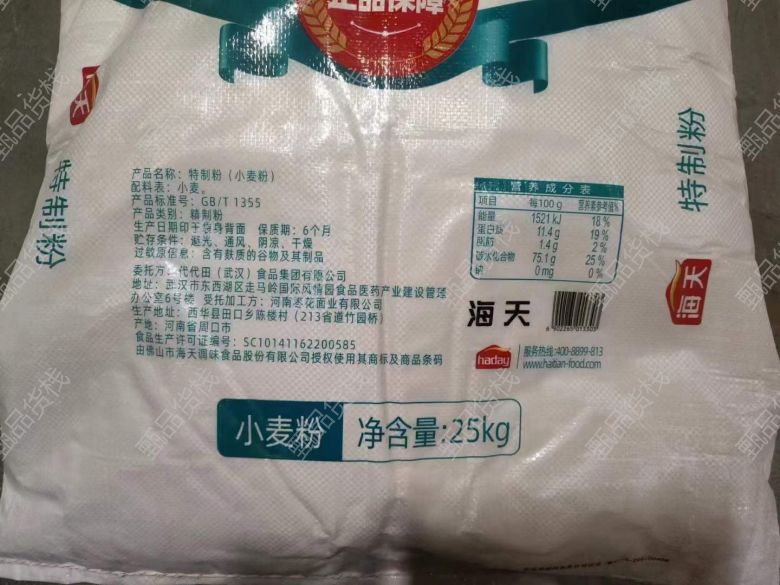 正品保障
海天
特制粉
特制粉
海天
产品名称：特制粉（小麦粉）
配料表：小麦。
产品标准号：GB/T 1355
产品类别：精制粉
生产日期印于袋身背面 保质期：6个月
贮存条件：避光、通风、阴凉、干燥
过敏原信息：含有麸质的谷物及其制品
委托方：代代田（武汉）食品集团有限公司
地址：武汉市东西湖区走马岭国际风情园食品医药产业建设管理
办公室6号楼 受托加工方：河南枣花面业有限公司
生产地址：西华县田口乡陈楼村（213省道竹园桥）
产地：河南省周口市
食品生产许可证编号：SC10141162200585
由佛山市海天调味食品股份有限公司授权使用其商标及商品条码
营养成分表
项目 每100 g 营养素参考值%
能量 1521 kJ 18 %
蛋白质 11.4 g 19 %
脂肪 1.4 g 2 %
碳水化合物 75.1 g 25 %
钠 0 mg 0 %
海天
haday
服务热线:400-8899-813
www.haitian-food.com
小麦粉 净含量:25kg
甄品货栈